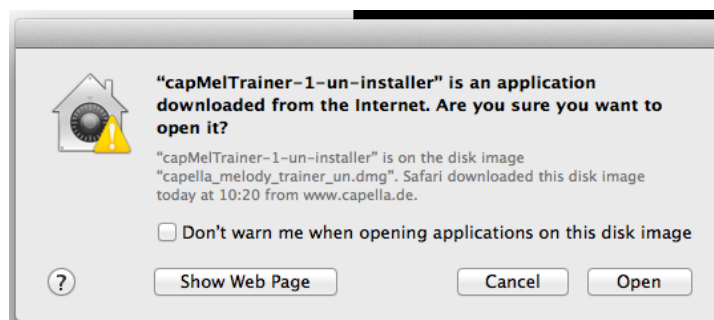 “capMelTrainer-1-un-installer” is an application
downloaded from the Internet. Are you sure you want to
open it?
“capMelTrainer-1-un-installer” is on the disk image
“capella_melody_trainer_un.dmg”. Safari downloaded this disk image
today at 10:20 from www.capella.de.
Don't warn me when opening applications on this disk image
? Show Web Page Cancel Open